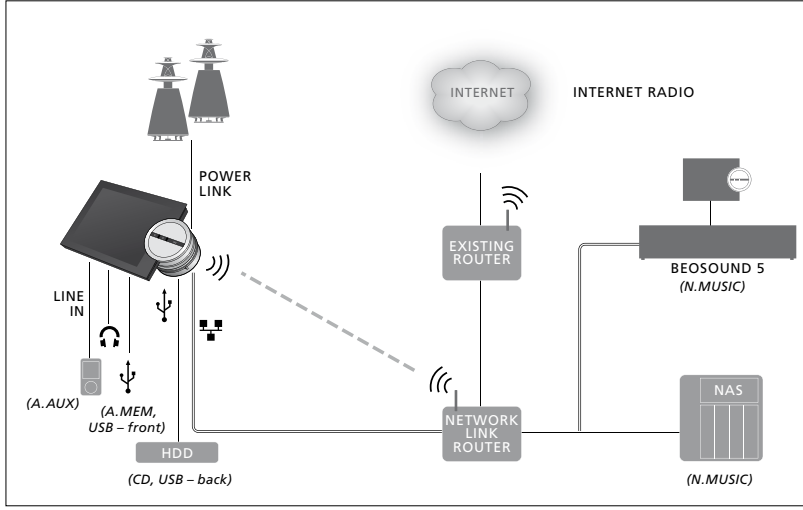 INTERNET
INTERNET RADIO
POWER
LINK
EXISTING
ROUTER
BEOSOUND 5
(N.MUSIC)
LINE
IN
(A.AUX)
(A.MEM,
USB – front)
HDD
(CD, USB – back)
NETWORK
LINK
ROUTER
NAS
(N.MUSIC)